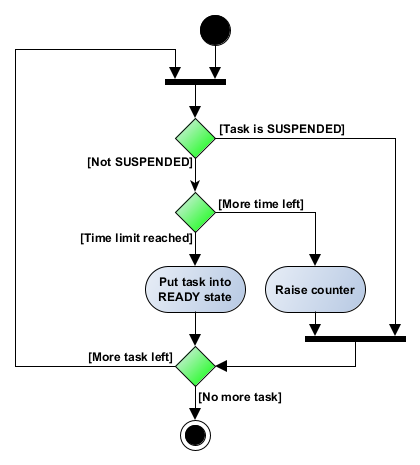 [Task is SUSPENDED]
[Not SUSPENDED]
[More time left]
[Time limit reached]
Put task into
READY state
Raise counter
[More task left]
[No more task]